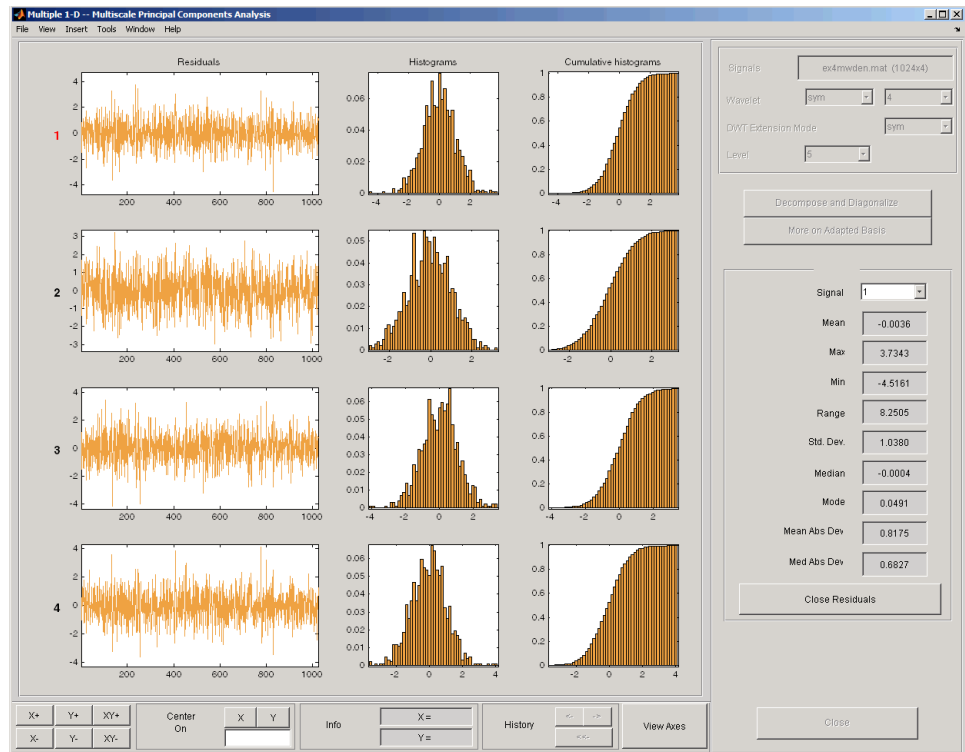 Multiple 1-D -- Multiscale Principal Components Analysis
File View Insert Tools Window Help
Residuals Histograms Cumulative histograms
1
4
2
0
-2
-4
200 400 600 800 1000
0.06
0.04
0.02
0
-4 -2 0 2
1
0.8
0.6
0.4
0.2
0
-4 -2 0 2
2
3
2
1
0
-1
-2
-3
200 400 600 800 1000
0.05
0.04
0.03
0.02
0.01
0
-2 0 2
1
0.8
0.6
0.4
0.2
0
-2 0 2
3
4
2
0
-2
-4
200 400 600 800 1000
0.06
0.05
0.04
0.03
0.02
0.01
0
-4 -2 0 2
1
0.8
0.6
0.4
0.2
0
-4 -2 0 2
4
4
2
0
-2
-4
200 400 600 800 1000
0.06
0.05
0.04
0.03
0.02
0.01
0
-2 0 2 4
1
0.8
0.6
0.4
0.2
0
-2 0 2 4
Signals ex4mwden.mat (1024x4)
Wavelet sym 4
DWT Extension Mode sym
Level 5
Decompose and Diagonalize
More on Adapted Basis
Signal 1
Mean -0.0036
Max 3.7343
Min -4.5161
Range 8.2505
Std. Dev. 1.0380
Median -0.0004
Mode 0.0491
Mean Abs Dev 0.8175
Med Abs Dev 0.6827
Close Residuals
X+ Y+ XY+
X- Y- XY-
Center On X Y
Info X = Y =
History <- -> <<-
View Axes
Close